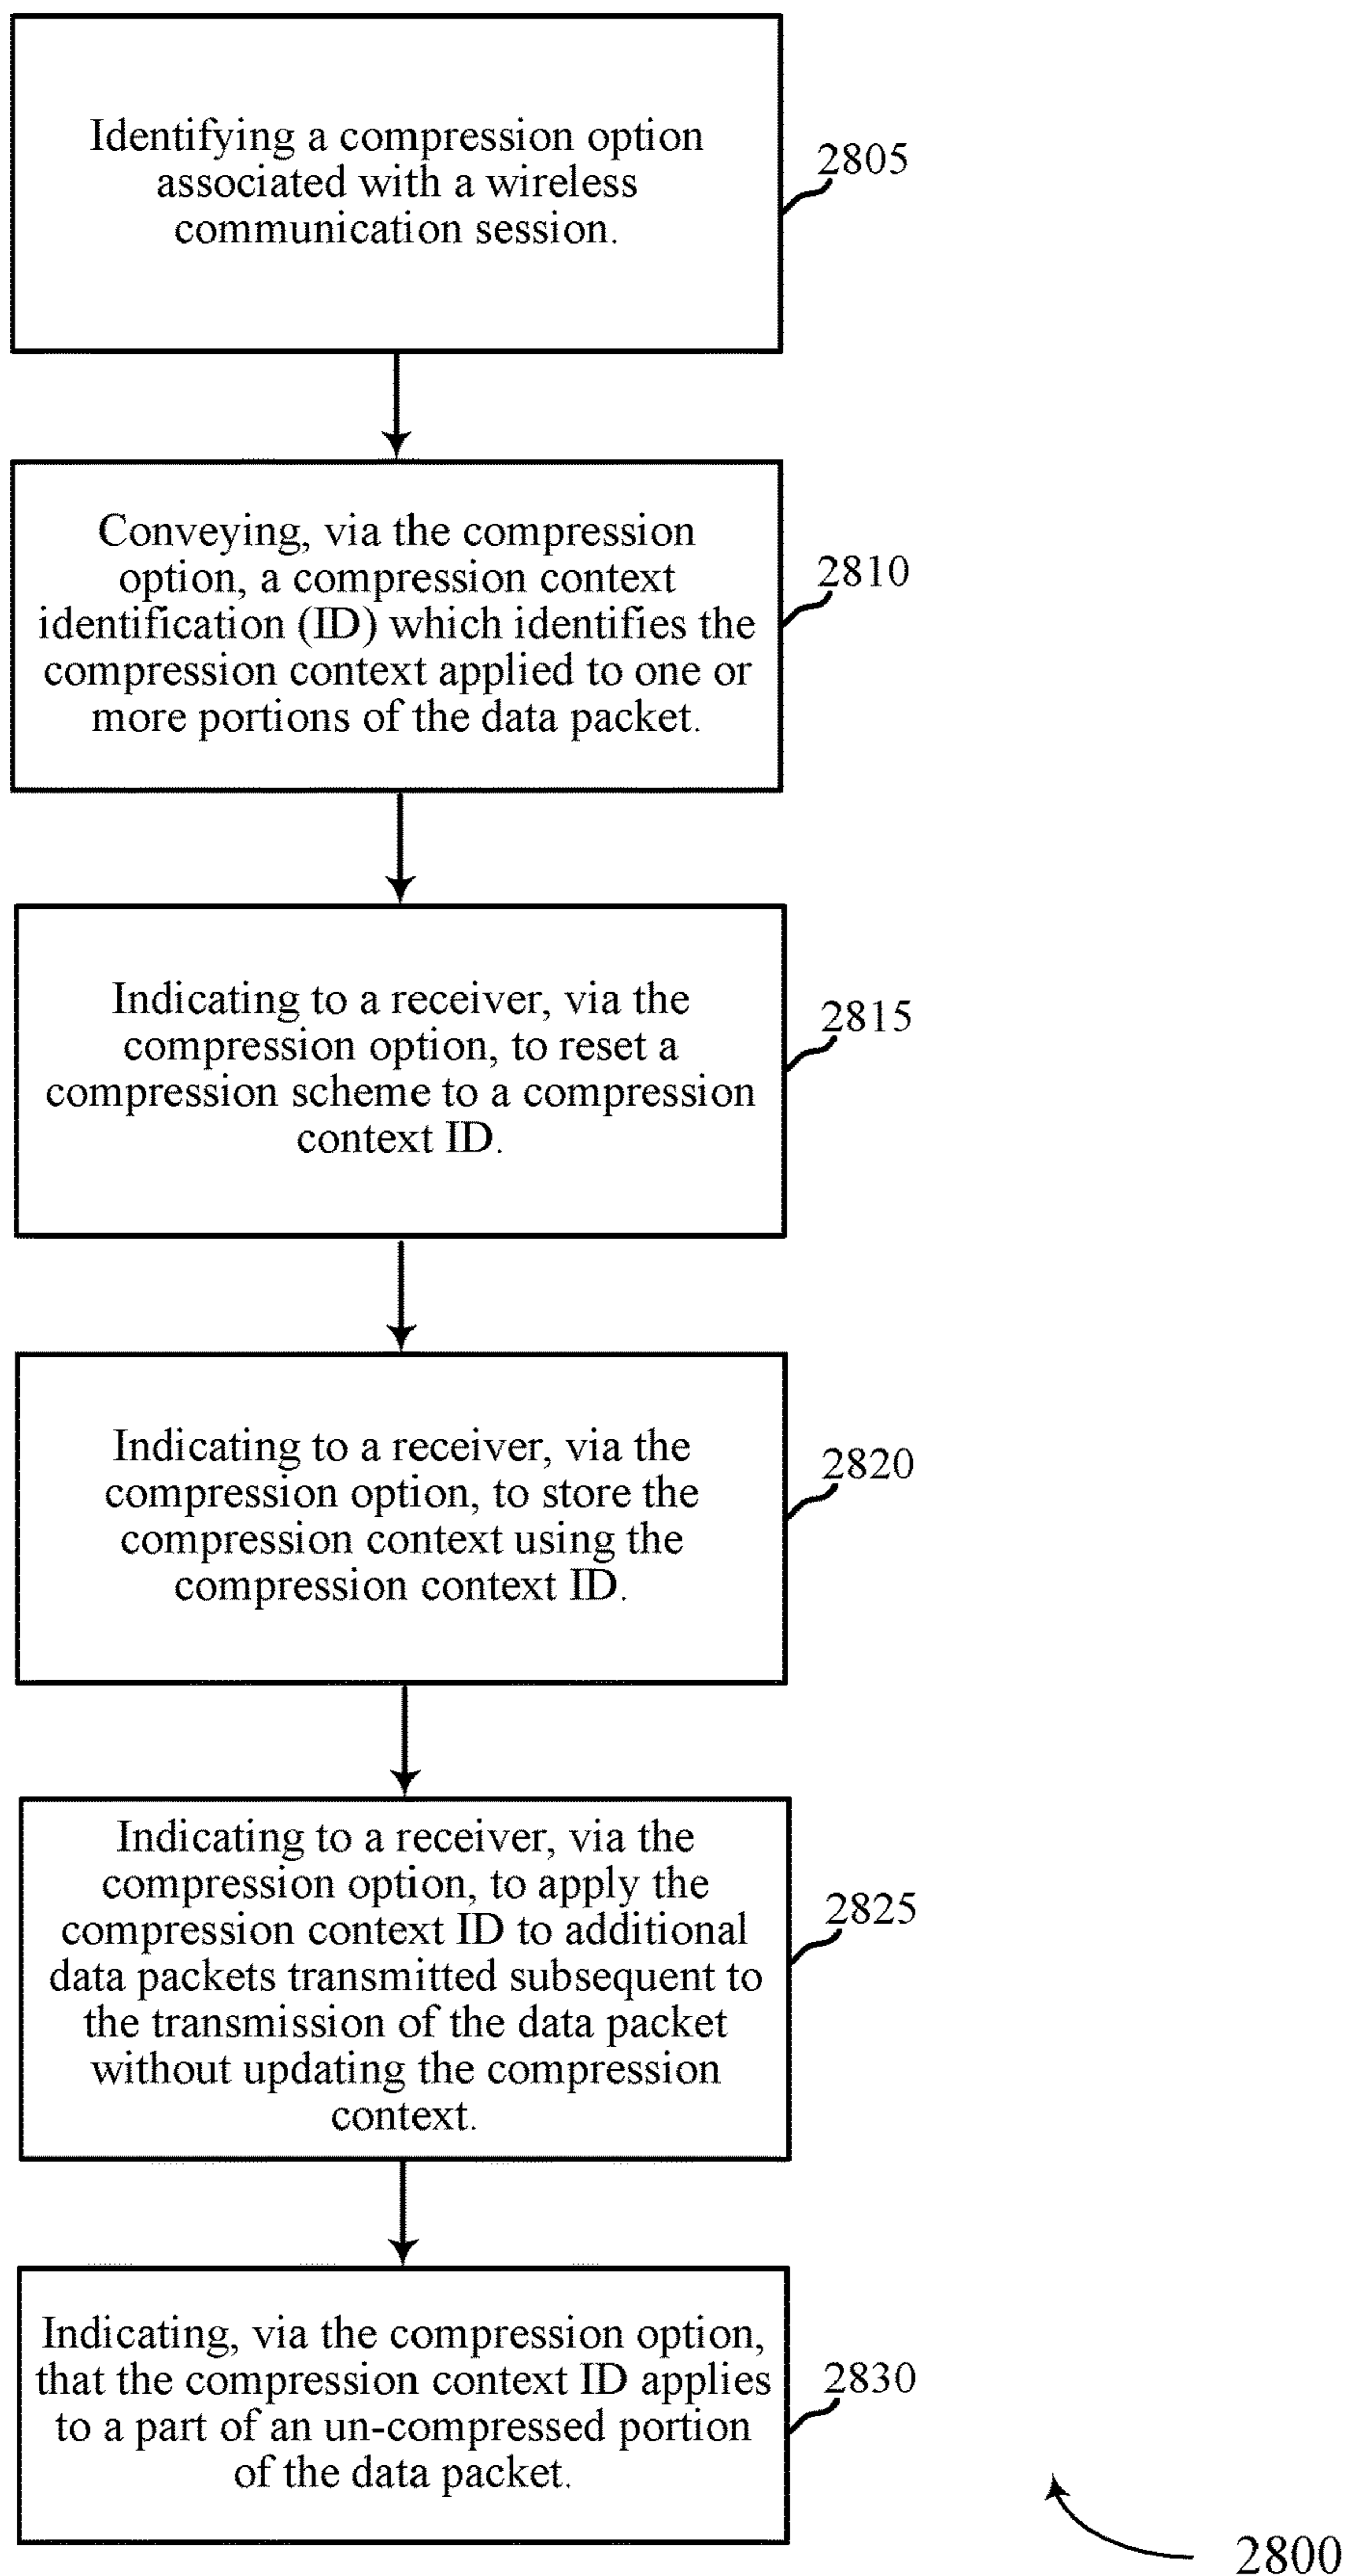 Identifying a compression option
associated with a wireless
communication session.
2805
Conveying, via the compression
option, a compression context
identification (ID) which identifies the
compression context applied to one or
more portions of the data packet.
2810
Indicating to a receiver, via the
compression option, to reset a
compression scheme to a compression
context ID.
2815
Indicating to a receiver, via the
compression option, to store the
compression context using the
compression context ID.
2820
Indicating to a receiver, via the
compression option, to apply the
compression context ID to additional
data packets transmitted subsequent to
the transmission of the data packet
without updating the compression
context.
2825
Indicating, via the compression option,
that the compression context ID applies
to a part of an un-compressed portion
of the data packet.
2830
2800